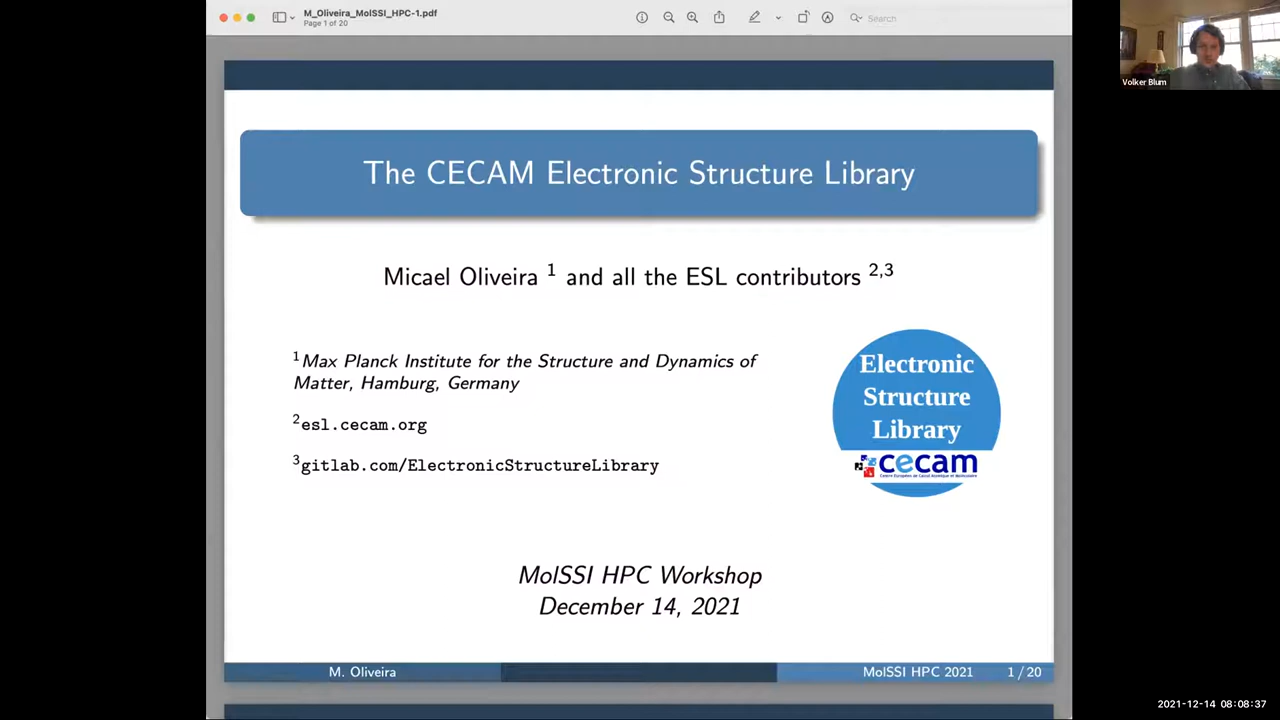 M_Oliveira_MolSSI_HPC-1.pdf
Page 1 of 20
Search
Volker Blum
The CECAM Electronic Structure Library
Micael Oliveira 1 and all the ESL contributors 2,3
1Max Planck Institute for the Structure and Dynamics of
Matter, Hamburg, Germany
2esl.cecam.org
3gitlab.com/ElectronicStructureLibrary
Electronic
Structure
Library
cecam
MolSSI HPC Workshop
December 14, 2021
M. Oliveira
MolSSI HPC 2021
1 / 20
2021-12-14 08:08:37